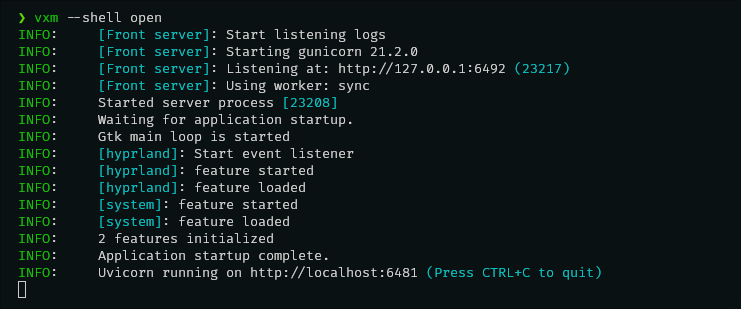 ❯ vxm --shell open
INFO:     [Front server]: Start listening logs
INFO:     [Front server]: Starting gunicorn 21.2.0
INFO:     [Front server]: Listening at: http://127.0.0.1:6492 (23217)
INFO:     [Front server]: Using worker: sync
INFO:     Started server process [23208]
INFO:     Waiting for application startup.
INFO:     Gtk main loop is started
INFO:     [hyprland]: Start event listener
INFO:     [hyprland]: feature started
INFO:     [hyprland]: feature loaded
INFO:     [system]: feature started
INFO:     [system]: feature loaded
INFO:     2 features initialized
INFO:     Application startup complete.
INFO:     Uvicorn running on http://localhost:6481 (Press CTRL+C to quit)